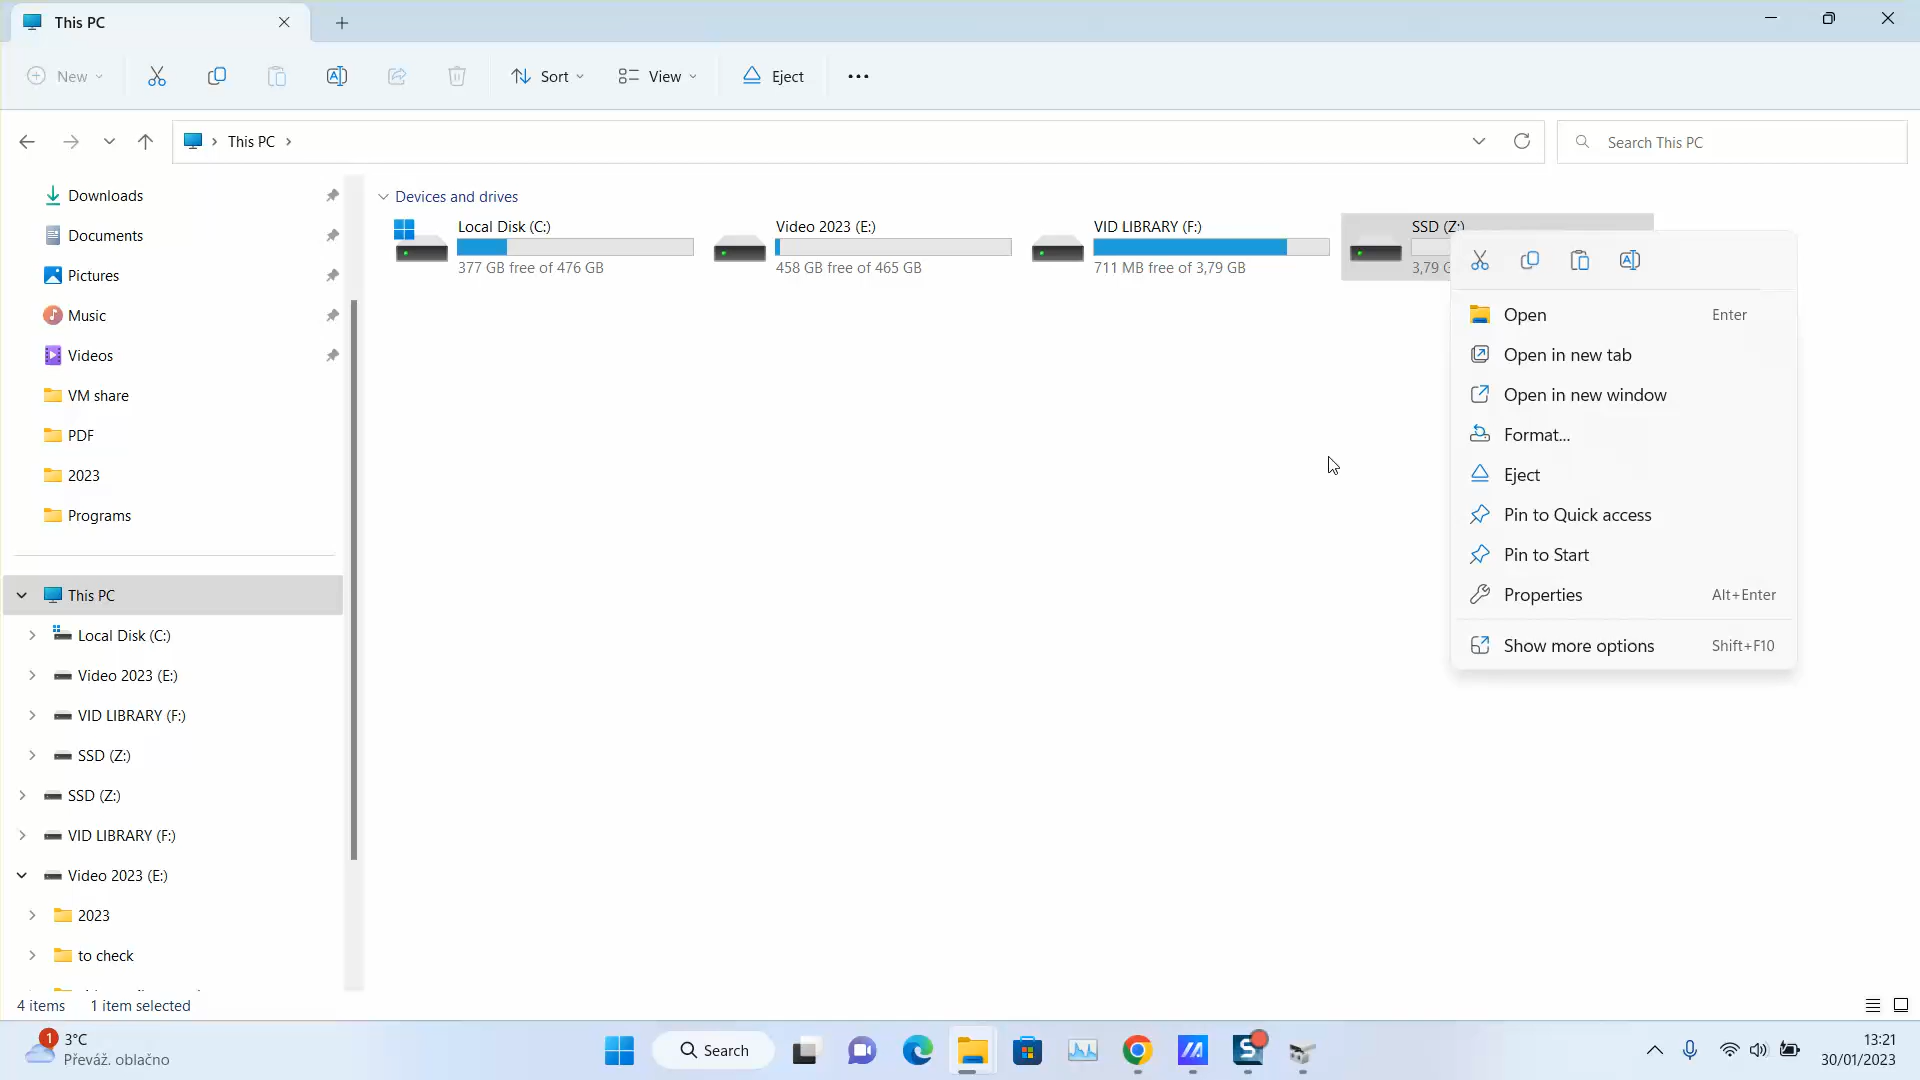 This PC
New
Sort
View
Eject
This PC
Search This PC
Downloads
Documents
Pictures
Music
Videos
VM share
PDF
2023
Programs
This PC
Local Disk (C:)
Video 2023 (E:)
VID LIBRARY (F:)
SSD (Z:)
SSD (Z:)
VID LIBRARY (F:)
Video 2023 (E:)
2023
to check
Devices and drives
Local Disk (C:)
377 GB free of 476 GB
Video 2023 (E:)
458 GB free of 465 GB
VID LIBRARY (F:)
711 MB free of 3,79 GB
SSD (Z:)
3,79 G
Open Enter
Open in new tab
Open in new window
Format...
Eject
Pin to Quick access
Pin to Start
Properties Alt+Enter
Show more options Shift+F10
4 items 1 item selected
1
3°C
Převáž. oblačno
Search
S
13:21
30/01/2023